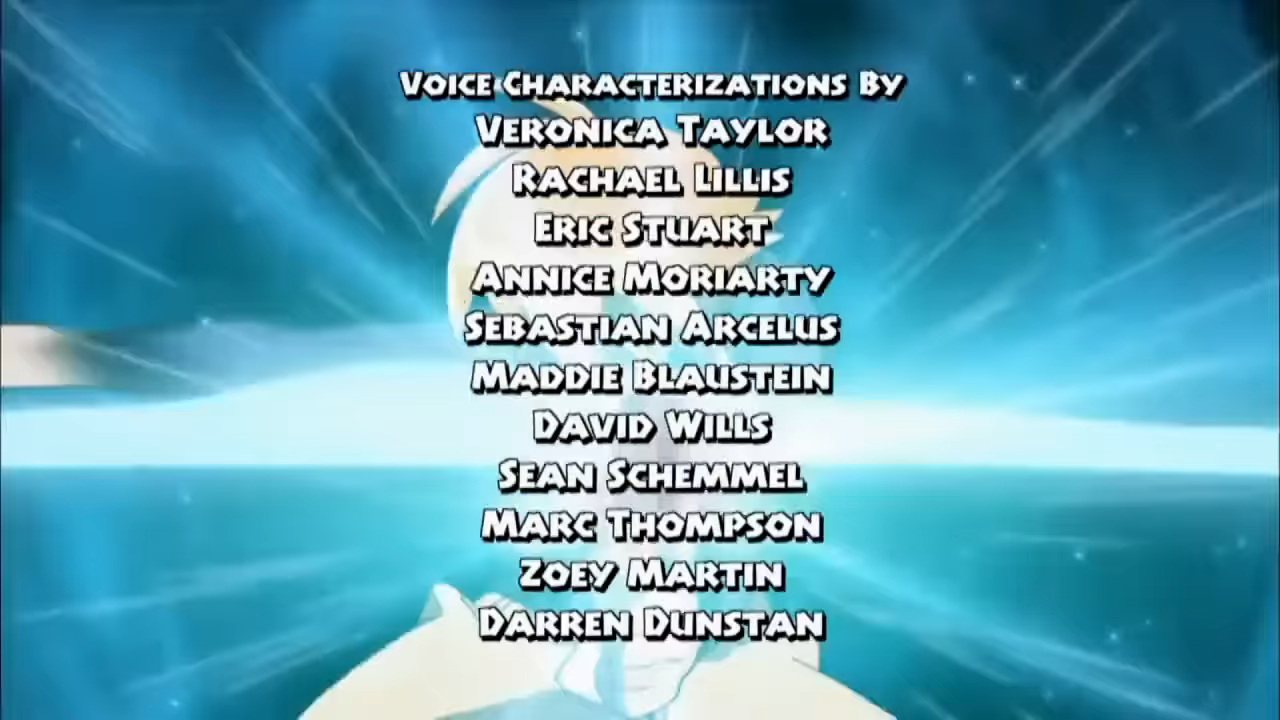 Voice Characterizations By
Veronica Taylor
Rachael Lillis
Eric Stuart
Annice Moriarty
Sebastian Arcelus
Maddie Blaustein
David Wills
Sean Schemmel
Marc Thompson
Zoey Martin
Darren Dunstan